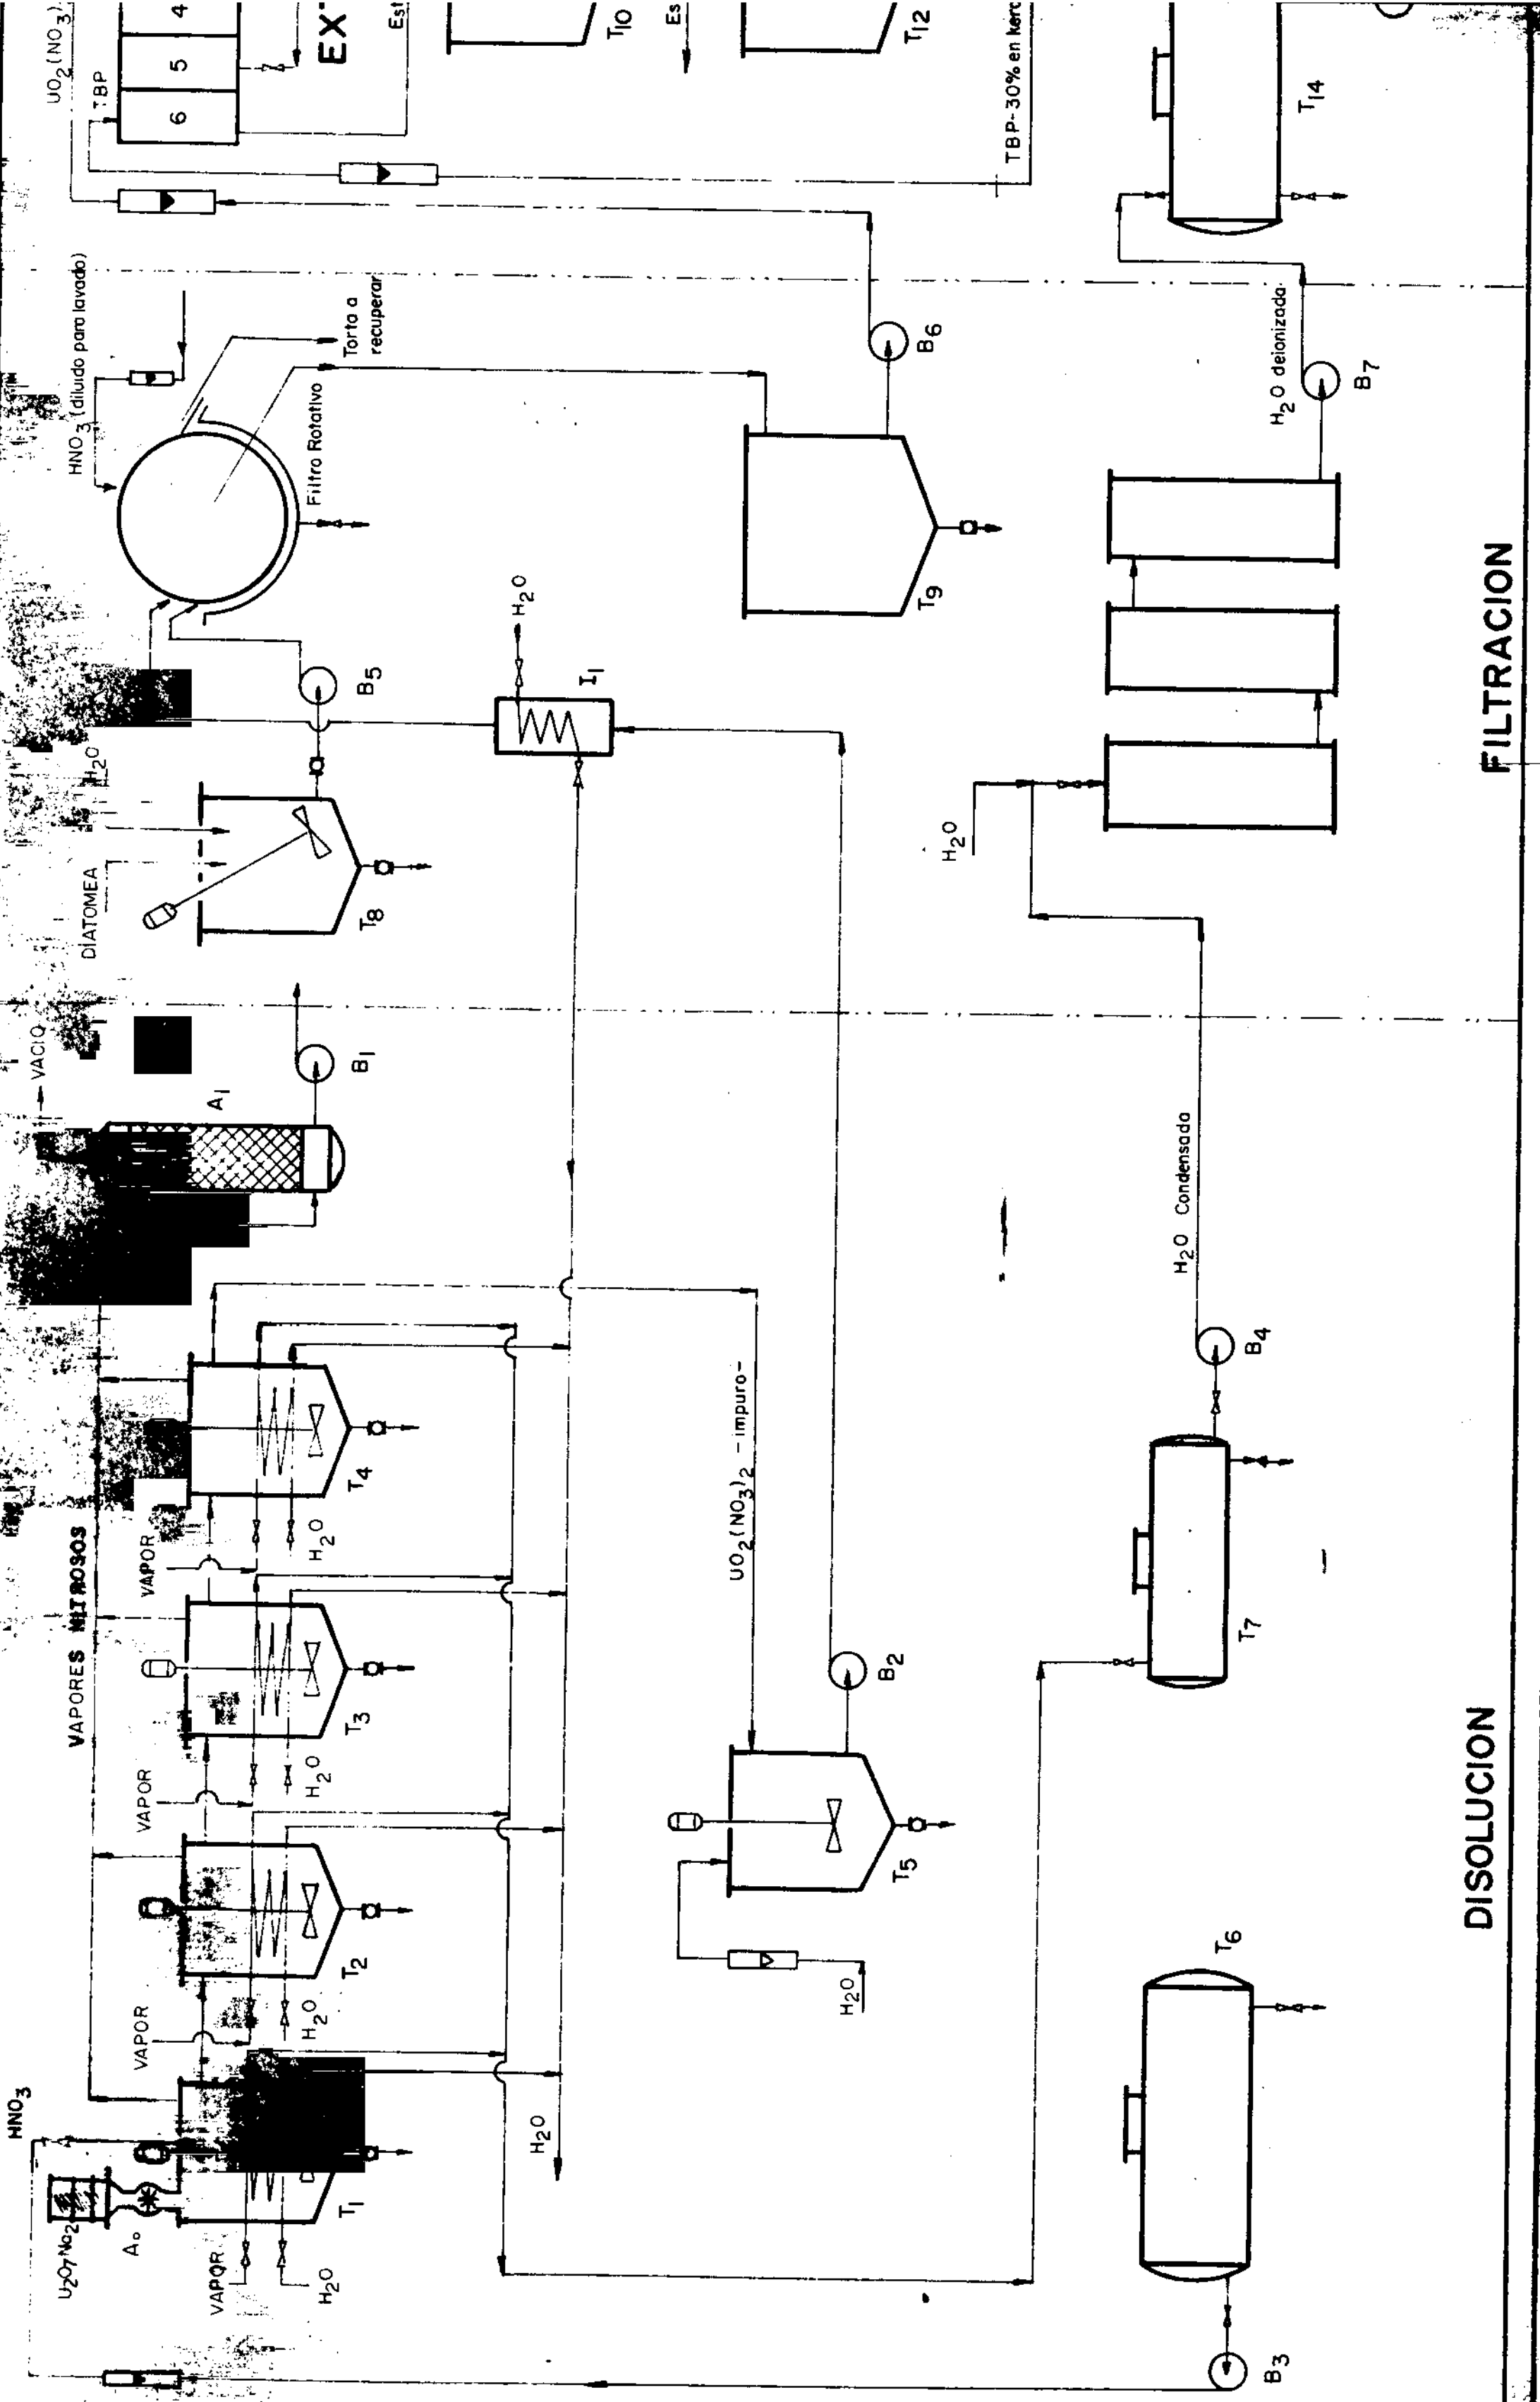 HNO3
U2O7Na2
A0
VAPOR
H2O
T1
VAPOR
H2O
T2
VAPOR
H2O
T3
VAPOR
H2O
T4
VAPORES NITROSOS
VACIO
A1
B1
H2O
UO2(NO3)2 - impuro -
H2O
T5
B2
T6
B3
T7
B4
H2O Condensada
DISOLUCION
DIATOMEA
H2O
T8
B5
HNO3 (diluido para lavado)
Filtro Rotativo
Torta a
recuperar
I1
H2O
T9
B6
H2O
H2O deionizada
B7
FILTRACION
UO2(NO3)
TBP
4
5
6
EX
Est
T10
Es
T12
TBP-30% en kero
T14